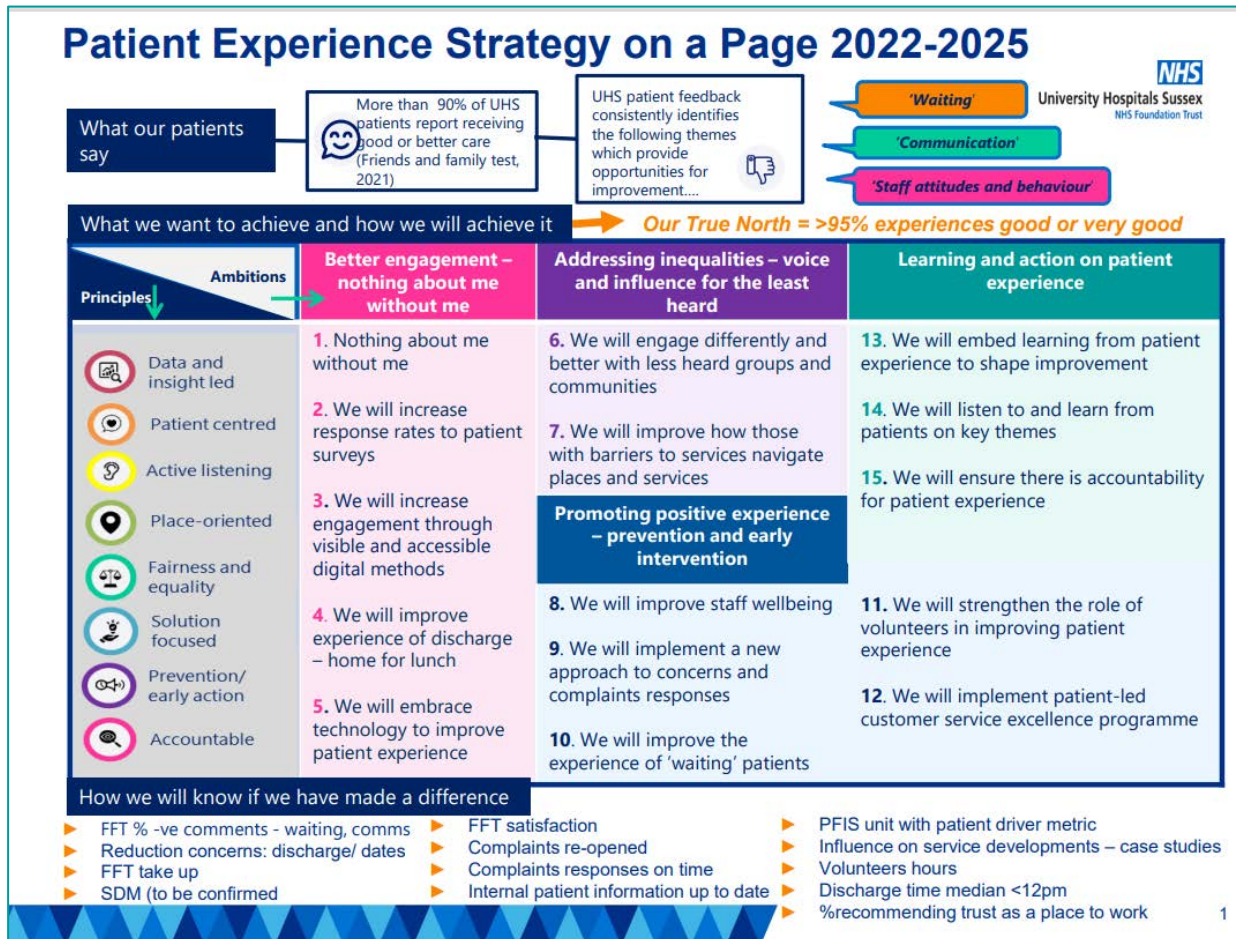 Patient Experience Strategy on a Page 2022-2025
NHS
University Hospitals Sussex
NHS Foundation Trust
What our patients
say
More than 90% of UHS
patients report receiving
good or better care
(Friends and family test,
2021)
UHS patient feedback
consistently identifies
the following themes
which provide
opportunities for
improvement....
'Waiting'
'Communication'
'Staff attitudes and behaviour'
What we want to achieve and how we will achieve it
Our True North = >95% experiences good or very good
Ambitions
Principles
Better engagement –
nothing about me
without me
Addressing inequalities – voice
and influence for the least
heard
Learning and action on patient
experience
Data and
insight led
Patient centred
Active listening
Place-oriented
Fairness and
equality
Solution
focused
Prevention/
early action
Accountable
1. Nothing about me
without me
2. We will increase
response rates to patient
surveys
3. We will increase
engagement through
visible and accessible
digital methods
4. We will improve
experience of discharge
– home for lunch
5. We will embrace
technology to improve
patient experience
6. We will engage differently and
better with less heard groups and
communities
7. We will improve how those
with barriers to services navigate
places and services
Promoting positive experience
– prevention and early
intervention
8. We will improve staff wellbeing
9. We will implement a new
approach to concerns and
complaints responses
10. We will improve the
experience of 'waiting' patients
13. We will embed learning from patient
experience to shape improvement
14. We will listen to and learn from
patients on key themes
15. We will ensure there is accountability
for patient experience
11. We will strengthen the role of
volunteers in improving patient
experience
12. We will implement patient-led
customer service excellence programme
How we will know if we have made a difference
FFT % -ve comments - waiting, comms
Reduction concerns: discharge/ dates
FFT take up
SDM (to be confirmed
FFT satisfaction
Complaints re-opened
Complaints responses on time
Internal patient information up to date
PFIS unit with patient driver metric
Influence on service developments – case studies
Volunteers hours
Discharge time median <12pm
%recommending trust as a place to work
1